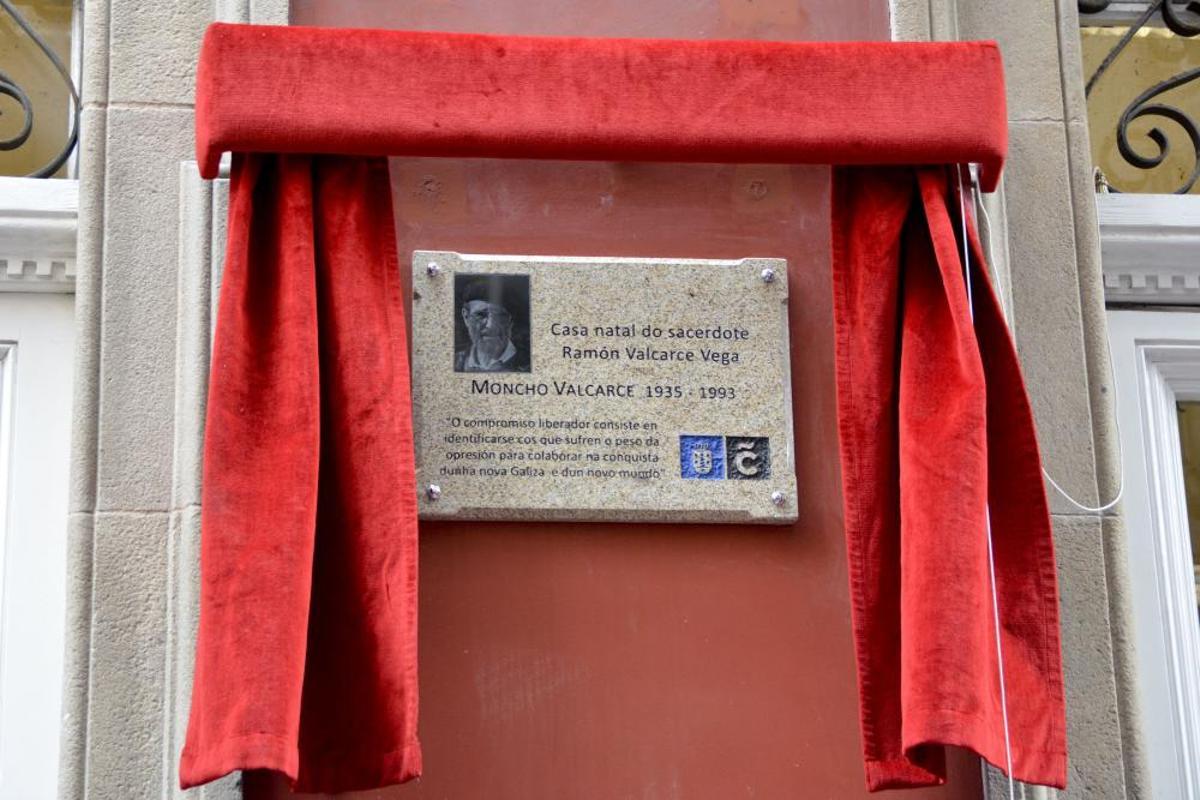 Casa natal do sacerdote
Ramón Valcarce Vega
MONCHO VALCARCE 1935 - 1993
"O compromiso liberador consiste en
identificarse cos que sufren o peso da
opresión para colaborar na conquista
dunha nova Galiza e dun novo mundo"